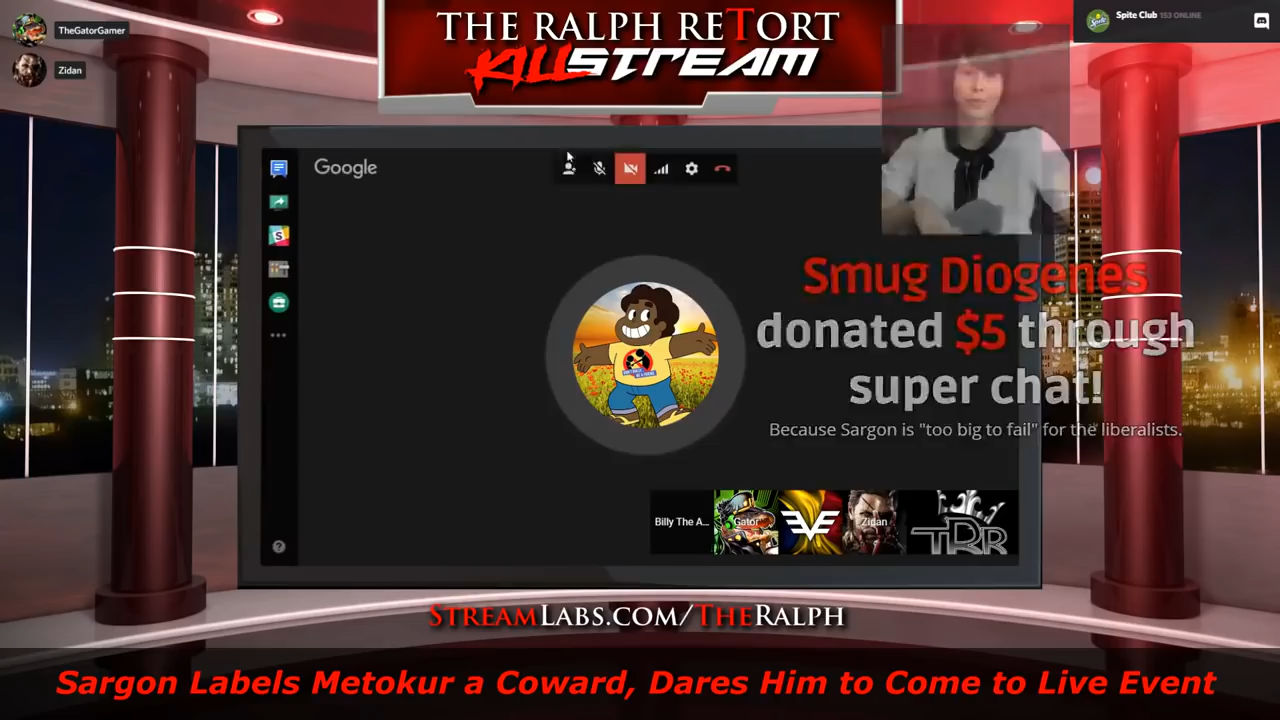 TheGatorGamer
Zidan
THE RALPH RETORT
KILLSTREAM
Spite Club 153 ONLINE
Google
Smug Diogenes
donated $5 through
super chat!
Because Sargon is "too big to fail" for the liberalists.
Billy The A...
Gator
Zidan
TRR
STREAMLABS.COM/THERALPH
Sargon Labels Metokur a Coward, Dares Him to Come to Live Event